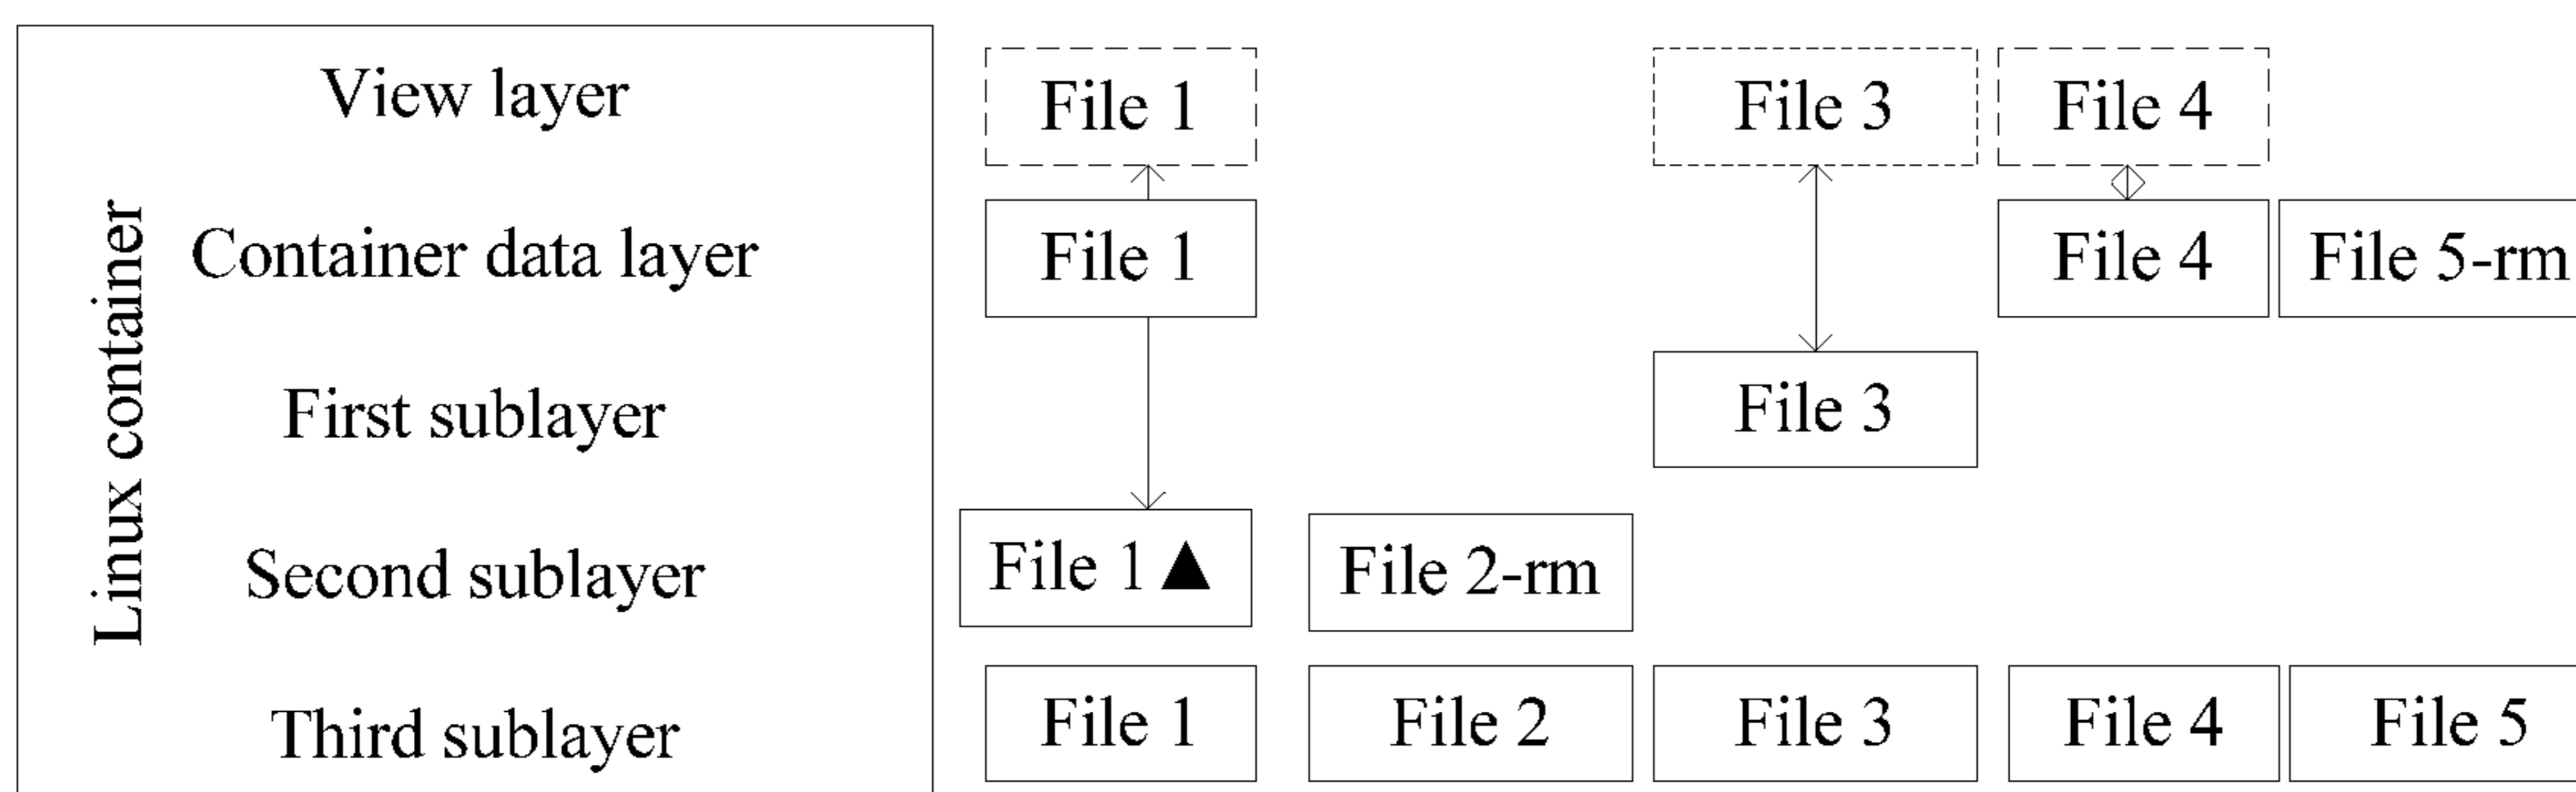 Linux container
View layer
File 1
File 3
File 4
Container data layer
File 1
File 4
File 5-rm
First sublayer
File 3
Second sublayer
File 1▲
File 2-rm
Third sublayer
File 1
File 2
File 3
File 4
File 5